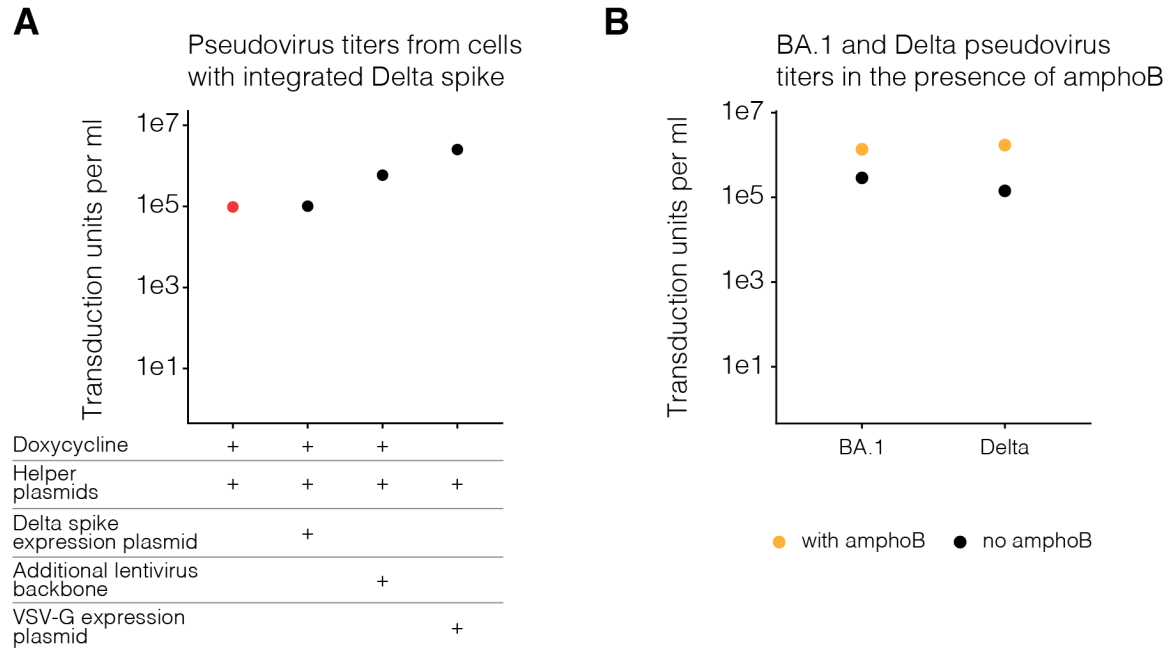 A
Pseudovirus titers from cells
with integrated Delta spike
Transduction units per ml
1e7
1e5
1e3
1e1
Doxycycline + + +
Helper
plasmids + + + +
Delta spike
expression plasmid +
Additional lentivirus
backbone +
VSV-G expression
plasmid +
B
BA.1 and Delta pseudovirus
titers in the presence of amphoB
Transduction units per ml
1e7
1e5
1e3
1e1
BA.1 Delta
with amphoB no amphoB